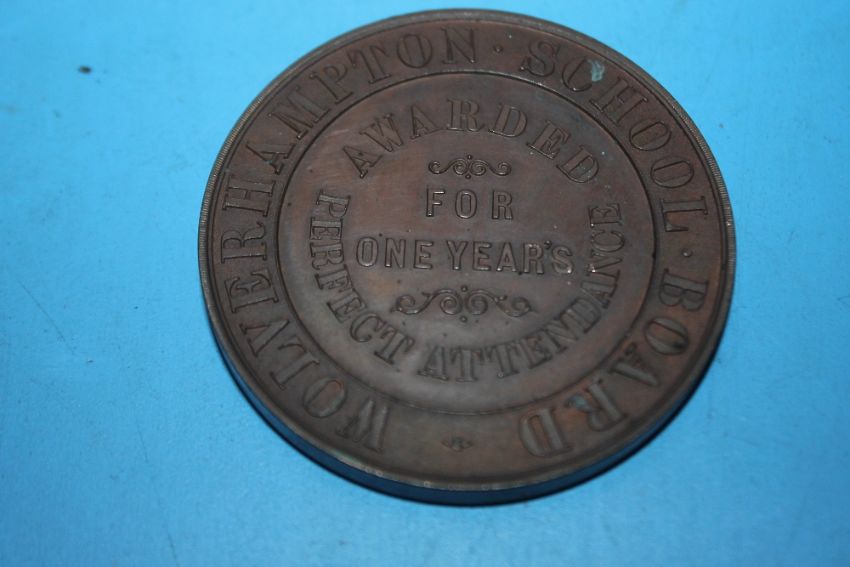 WOLVERHAMPTON · SCHOOL · BOARD
AWARDED
FOR
ONE YEAR'S
PERFECT ATTENDANCE